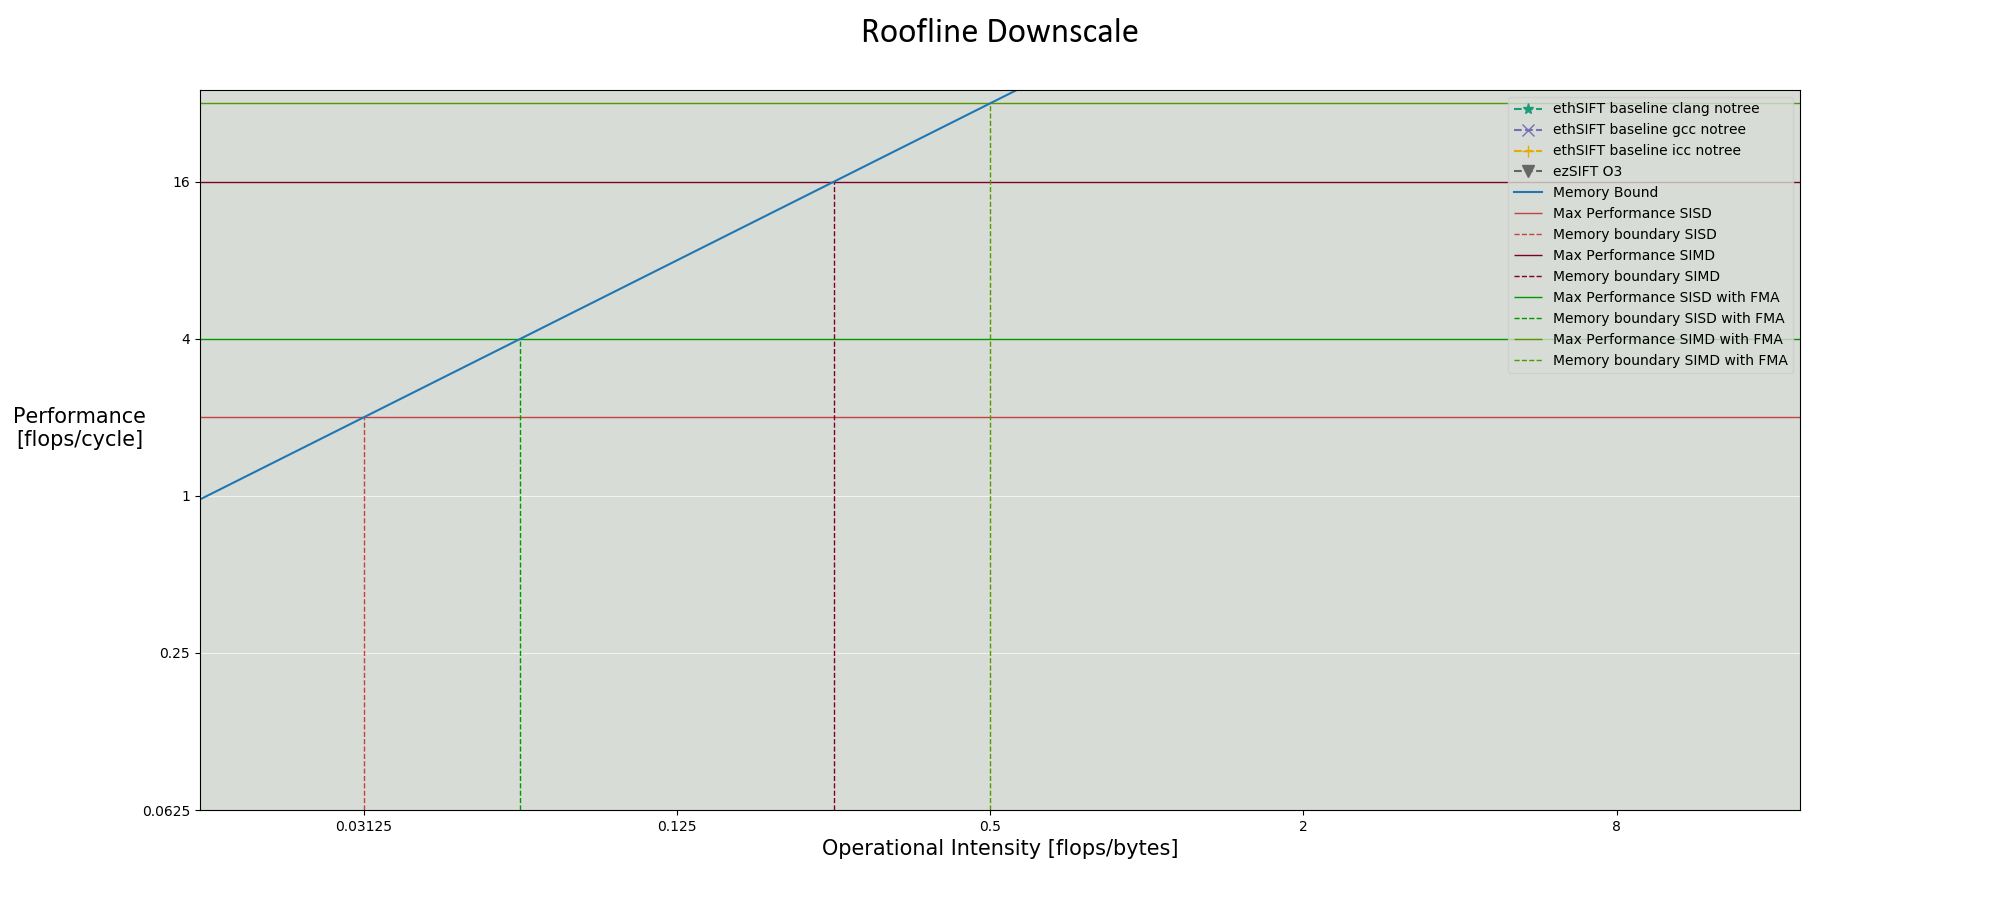 Roofline Downscale
16
4
1
0.25
0.0625
Performance
[flops/cycle]
ethSIFT baseline clang notree
ethSIFT baseline gcc notree
ethSIFT baseline icc notree
ezSIFT O3
Memory Bound
Max Performance SISD
Memory boundary SISD
Max Performance SIMD
Memory boundary SIMD
Max Performance SISD with FMA
Memory boundary SISD with FMA
Max Performance SIMD with FMA
Memory boundary SIMD with FMA
0.03125 0.125 0.5 2 8
Operational Intensity [flops/bytes]